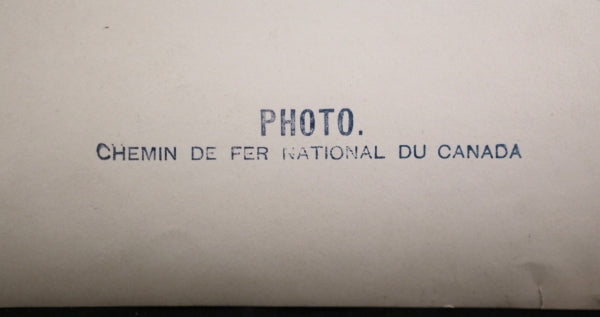 PHOTO.
CHEMIN DE FER NATIONAL DU CANADA